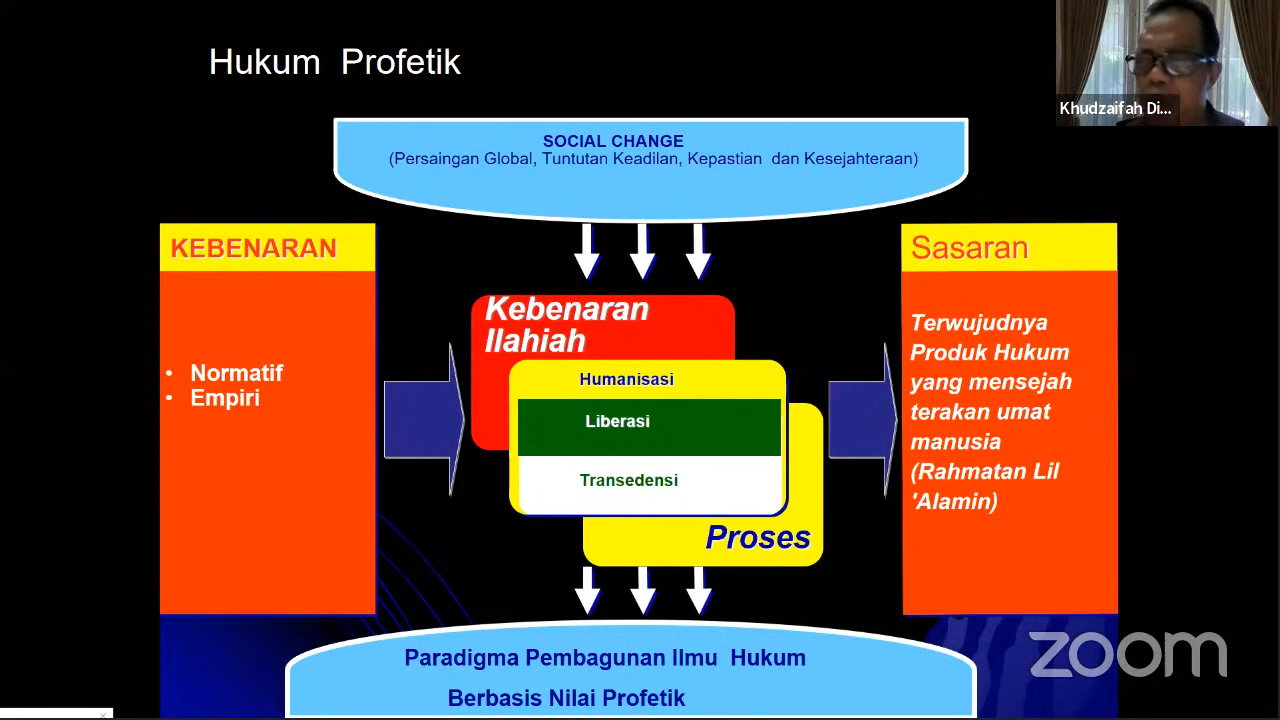 Hukum Profetik
Khudzaifah Di...
SOCIAL CHANGE
(Persaingan Global, Tuntutan Keadilan, Kepastian dan Kesejahteraan)
KEBENARAN
• Normatif
• Empiri
Kebenaran
Ilahiah
Humanisasi
Liberasi
Transedensi
Proses
Sasaran
Terwujudnya
Produk Hukum
yang mensejah
terakan umat
manusia
(Rahmatan Lil
'Alamin)
Paradigma Pembagunan Ilmu Hukum
Berbasis Nilai Profetik
zoom